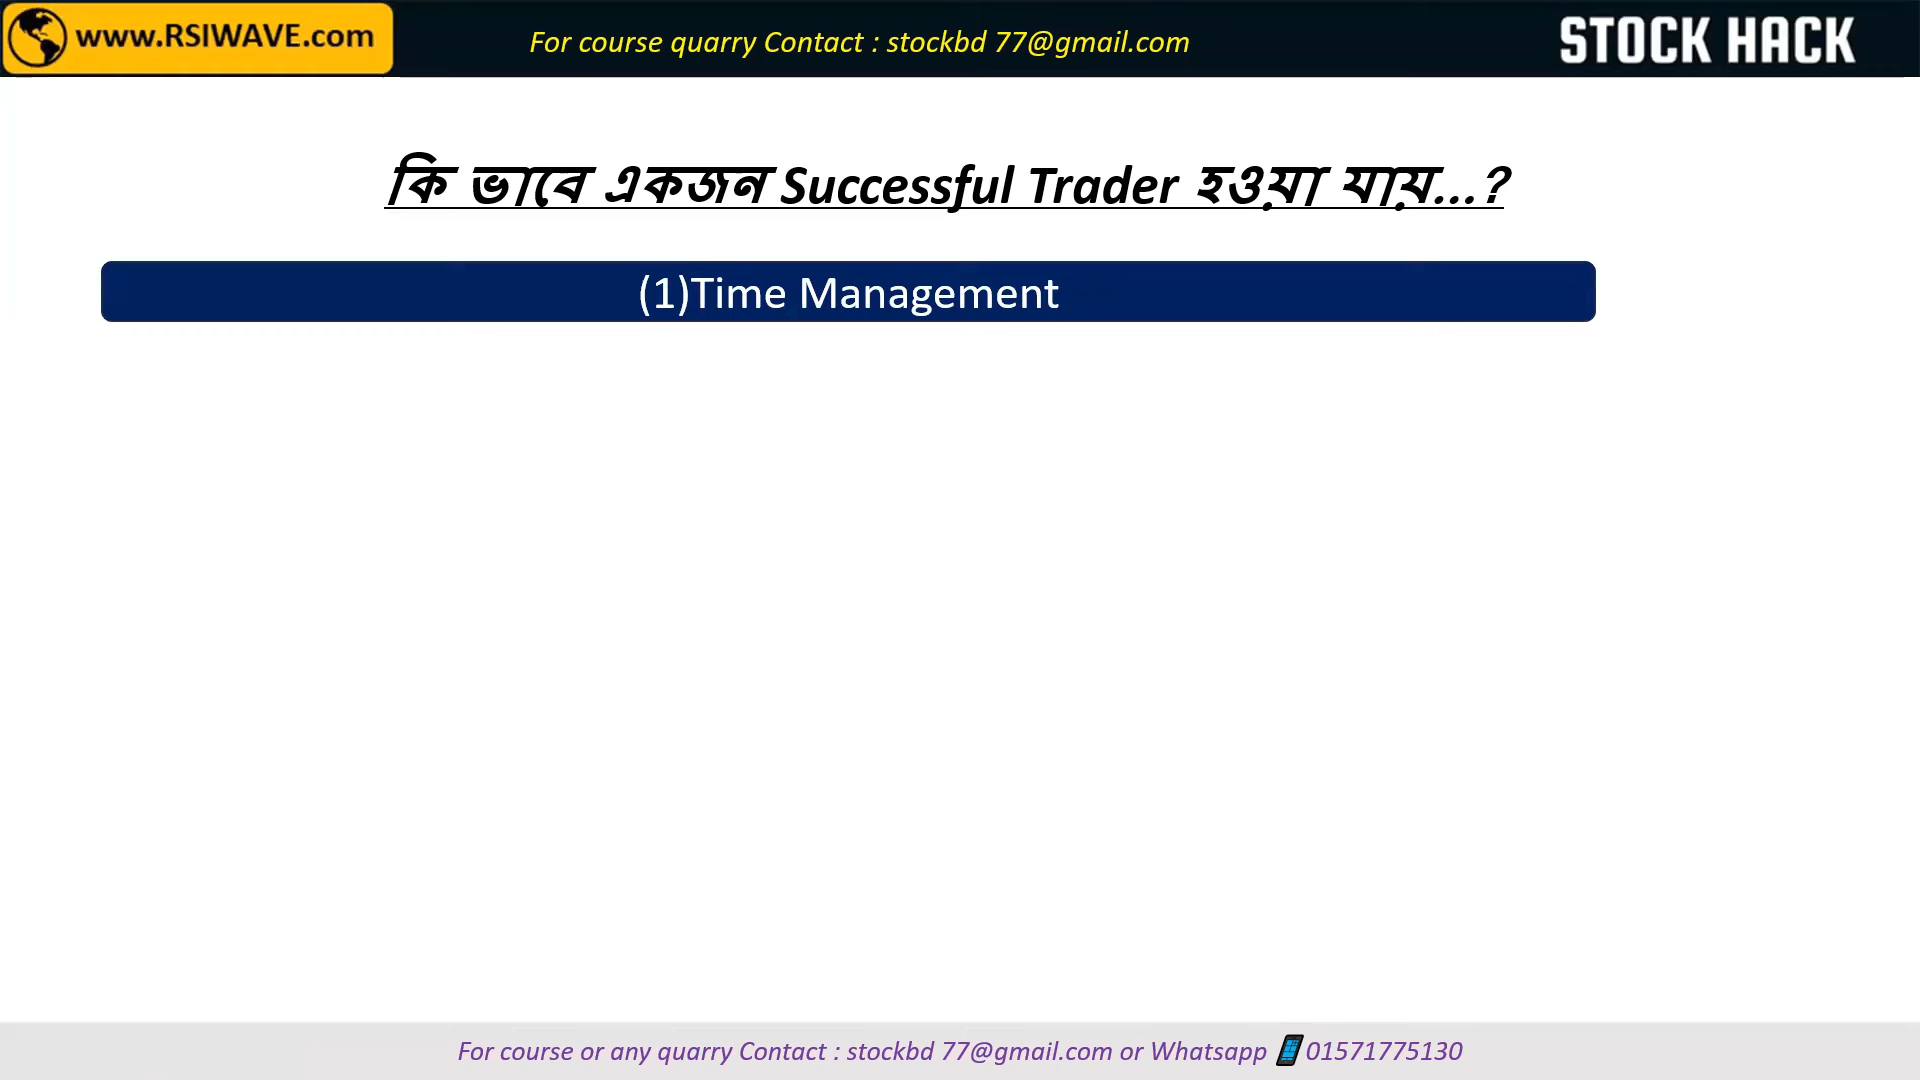 www.RSIWAVE.com
For course quarry Contact : stockbd 77@gmail.com
STOCK HACK
কি ভাবে একজন Successful Trader হওয়া যায়...?
(1)Time Management
For course or any quarry Contact : stockbd 77@gmail.com or Whatsapp 01571775130